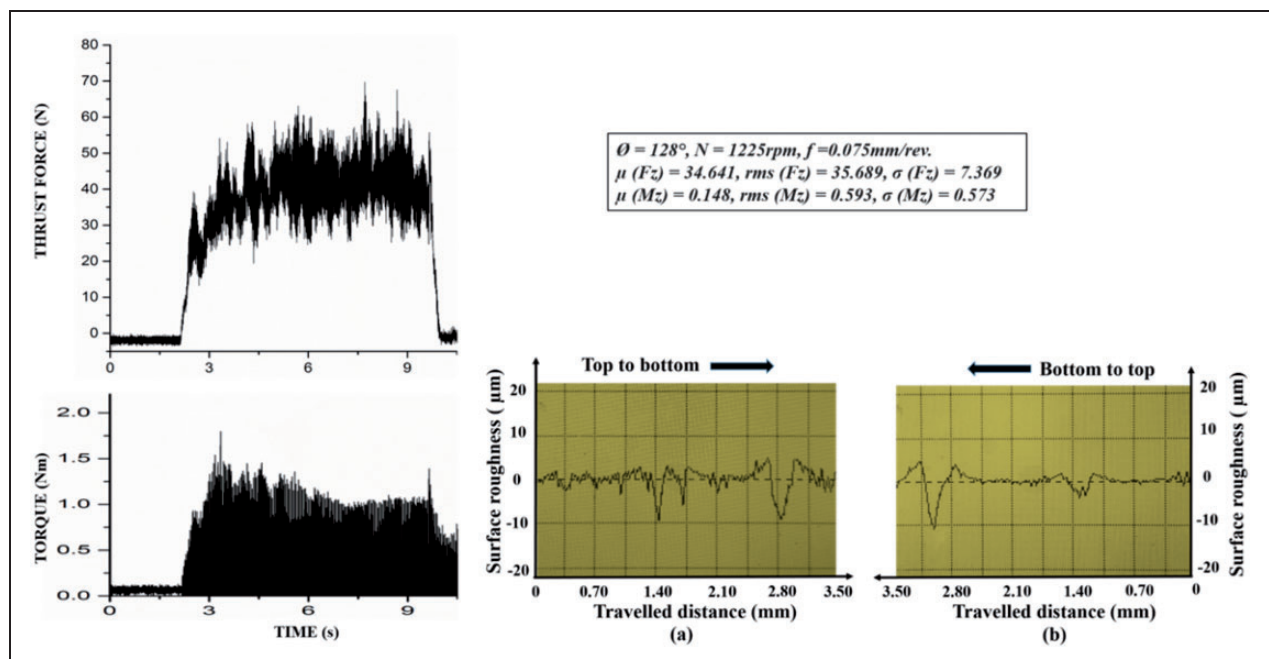 80
70
60
50
40
30
20
10
0
THRUST FORCE (N)
0 3 6 9
2.0
1.5
1.0
0.5
0.0
TORQUE (Nm)
0 3 6 9
TIME (s)
Ø = 128°, N = 1225rpm, f =0.075mm/rev.
μ (Fz) = 34.641, rms (Fz) = 35.689, σ (Fz) = 7.369
μ (Mz) = 0.148, rms (Mz) = 0.593, σ (Mz) = 0.573
Top to bottom
Surface roughness ( μm)
20
10
0
-10
-20
0 0.70 1.40 2.10 2.80 3.50
Travelled distance (mm)
(a)
Bottom to top
20
10
0
-10
-20
Surface roughness ( μm)
3.50 2.80 2.10 1.40 0.70 0
Travelled distance (mm)
(b)